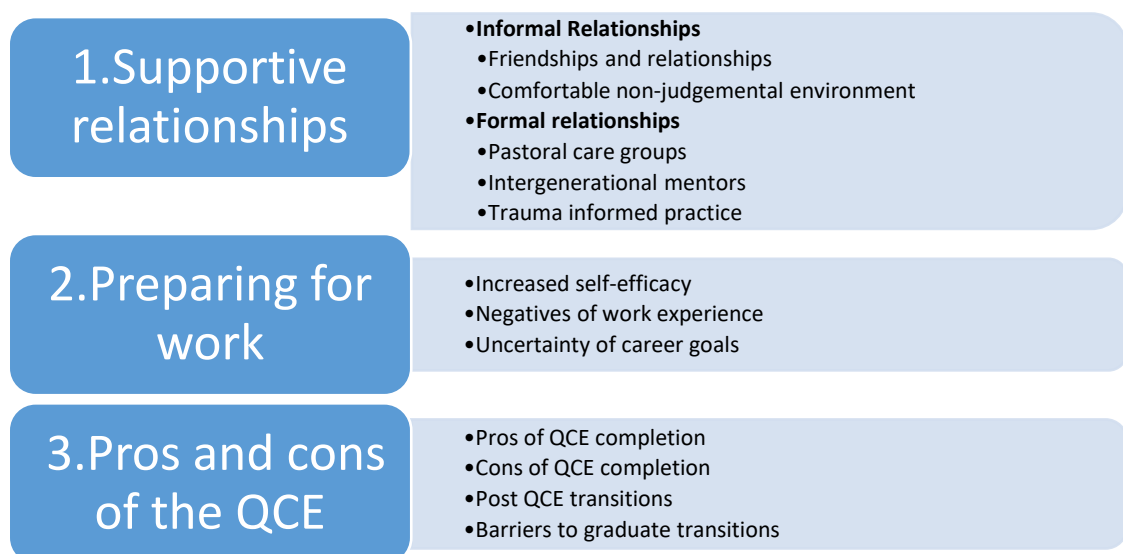 1.Supportive
relationships
•Informal Relationships
•Friendships and relationships
•Comfortable non-judgemental environment
•Formal relationships
•Pastoral care groups
•Intergenerational mentors
•Trauma informed practice
2.Preparing for
work
•Increased self-efficacy
•Negatives of work experience
•Uncertainty of career goals
3.Pros and cons
of the QCE
•Pros of QCE completion
•Cons of QCE completion
•Post QCE transitions
•Barriers to graduate transitions